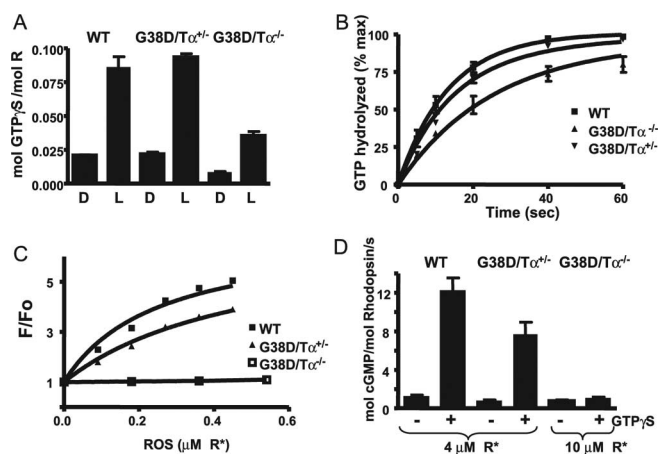 A
WT G38D/Tα+/- G38D/Tα-/-
mol GTPγS /mol R
0.100
0.075
0.050
0.025
0.000
D L D L D L
B
GTP hydrolyzed (% max)
100
75
50
25
0
0 20 40 60
Time (sec)
WT
G38D/Tα -/-
G38D/Tα+/-
C
F/Fo
5
3
1
0.0 0.2 0.4 0.6
ROS (μM R*)
WT
G38D/Tα+/-
G38D/Tα-/-
D
WT G38D/Tα+/- G38D/Tα-/-
mol cGMP/mol Rhodopsin/s
12
8
4
0
- + - + - + GTPγS
4 μM R* 10 μM R*